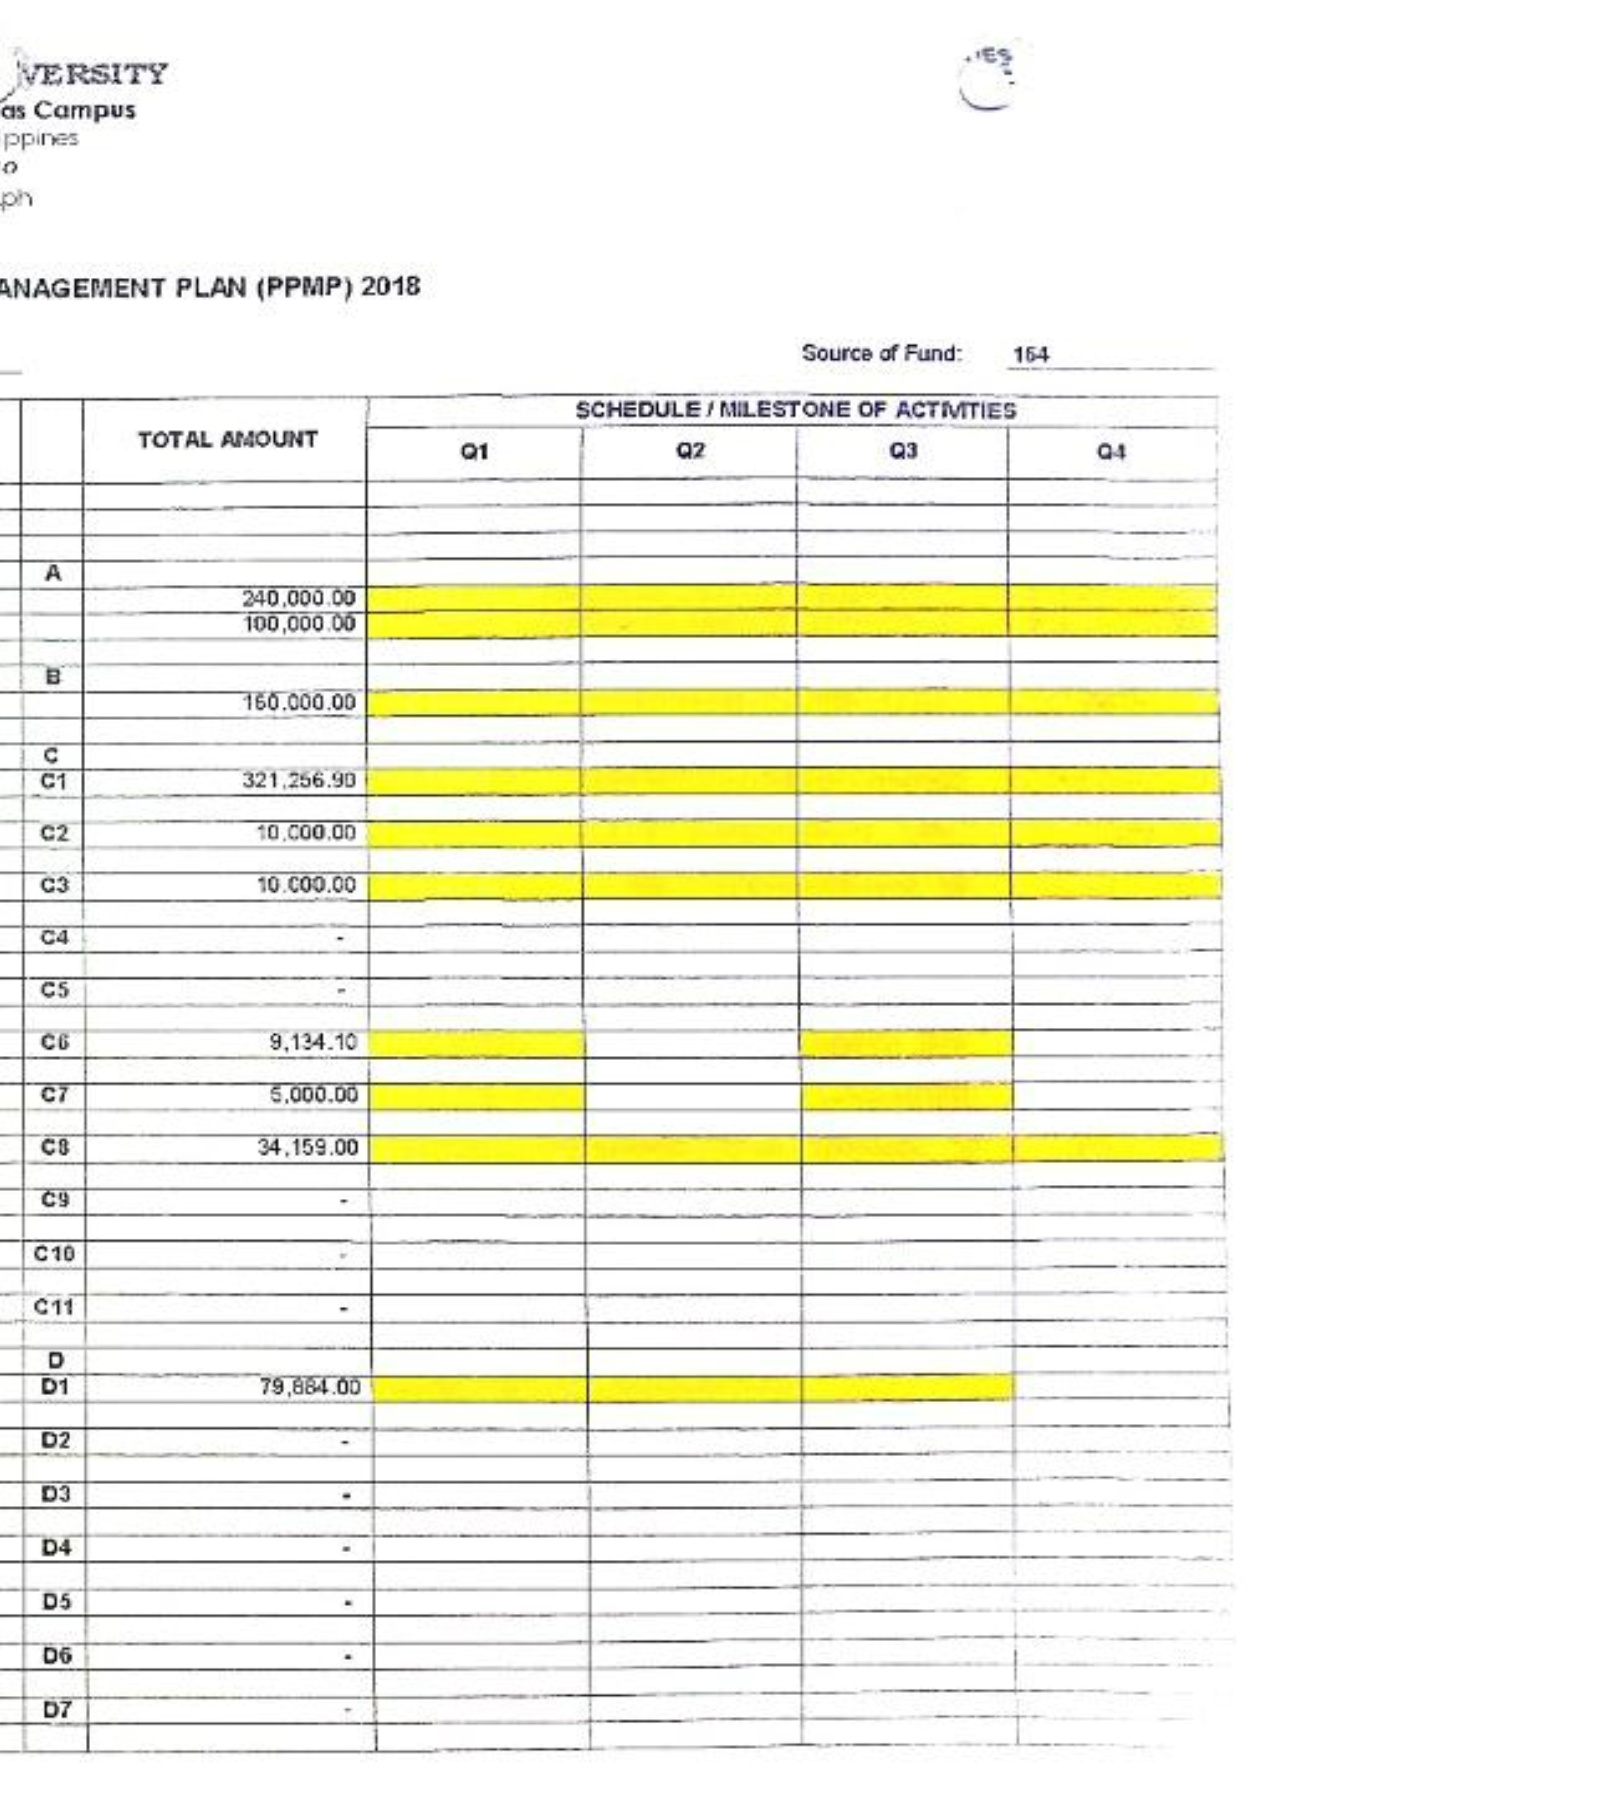 VERSITY
as Campus
ippines
o
.ph
ANAGEMENT PLAN (PPMP) 2018
Source of Fund: 164
TOTAL AMOUNT
SCHEDULE / MILESTONE OF ACTIVITIES
Q1 Q2 Q3 Q4
A
240,000.00
100,000.00
B
160,000.00
C
C1 321,256.90
C2 10,000.00
C3 10,000.00
C4 -
C5 -
C6 9,134.10
C7 5,000.00
C8 34,159.00
C9 -
C10 -
C11 -
D
D1 79,884.00
D2 -
D3 -
D4 -
D5 -
D6 -
D7 -